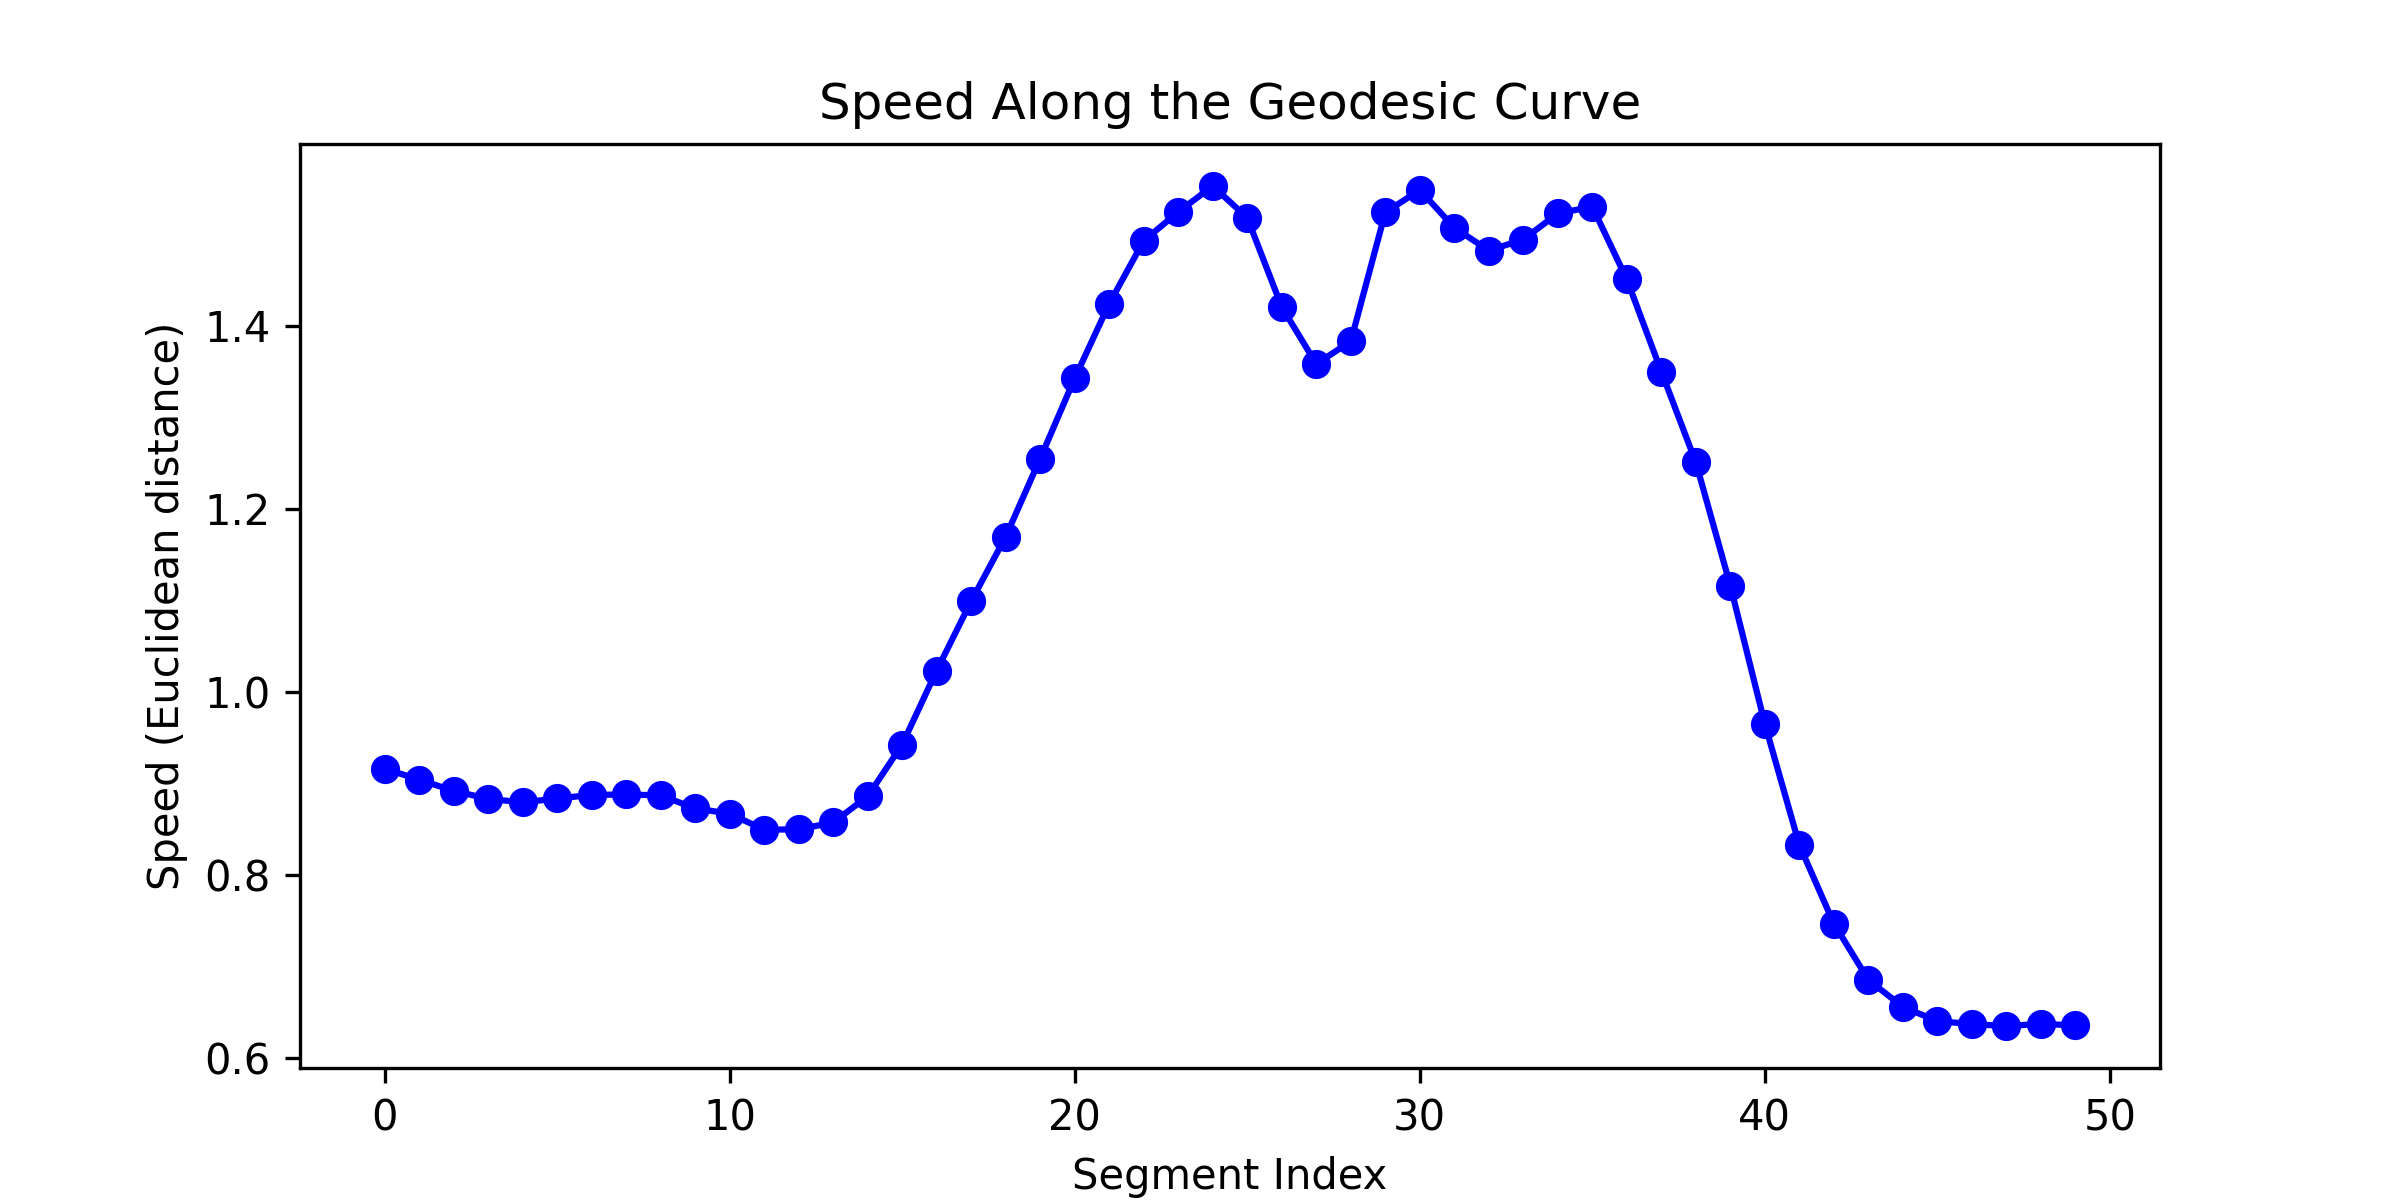 Speed Along the Geodesic Curve
Speed (Euclidean distance)
1.4
1.2
1.0
0.8
0.6
0 10 20 30 40 50
Segment Index